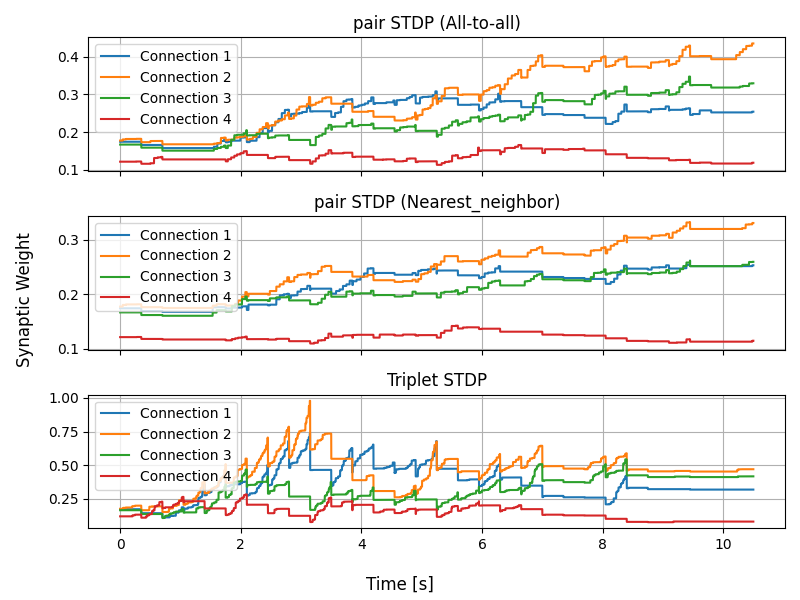 pair STDP (All-to-all)
0.4
0.3
0.2
0.1
Connection 1
Connection 2
Connection 3
Connection 4
pair STDP (Nearest_neighbor)
0.3
0.2
0.1
Connection 1
Connection 2
Connection 3
Connection 4
Synaptic Weight
Triplet STDP
1.00
0.75
0.50
0.25
Connection 1
Connection 2
Connection 3
Connection 4
0 2 4 6 8 10
Time [s]